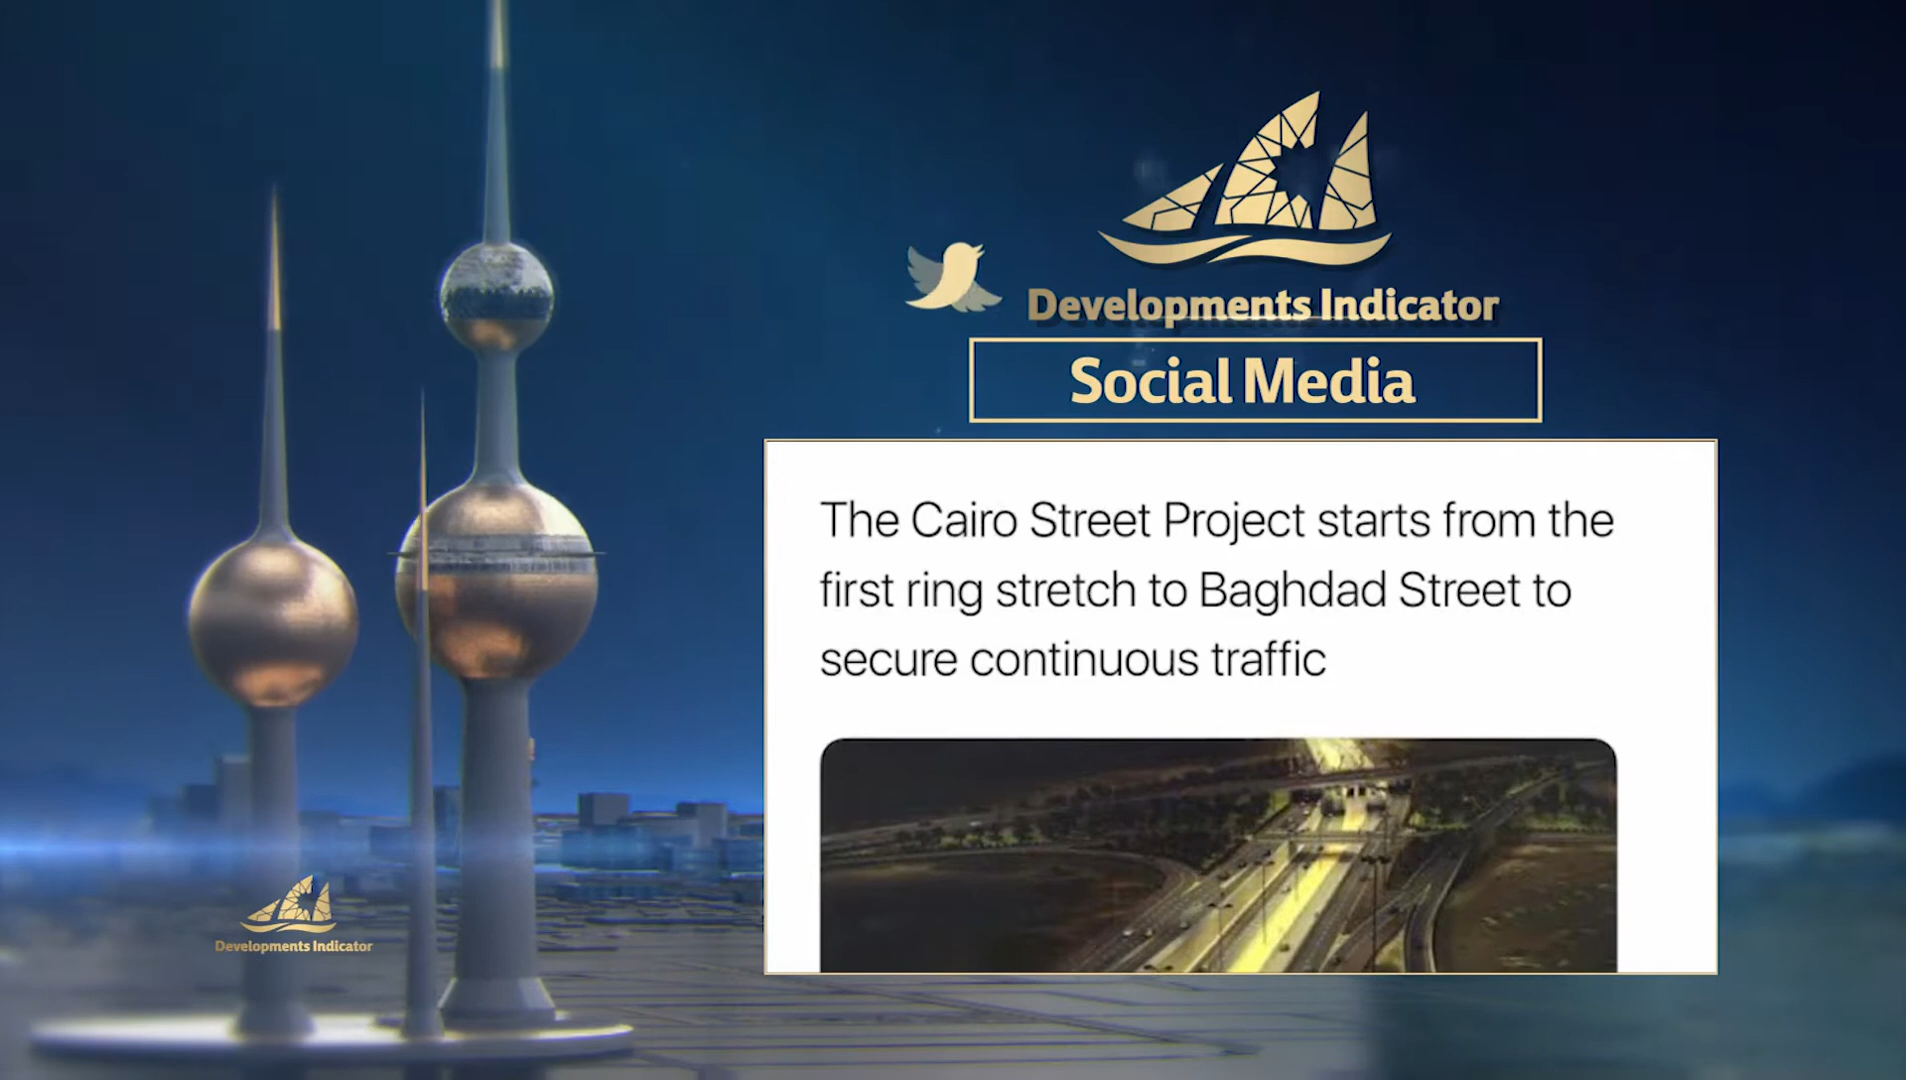 Developments Indicator
Social Media
The Cairo Street Project starts from the
first ring stretch to Baghdad Street to
secure continuous traffic
Developments Indicator